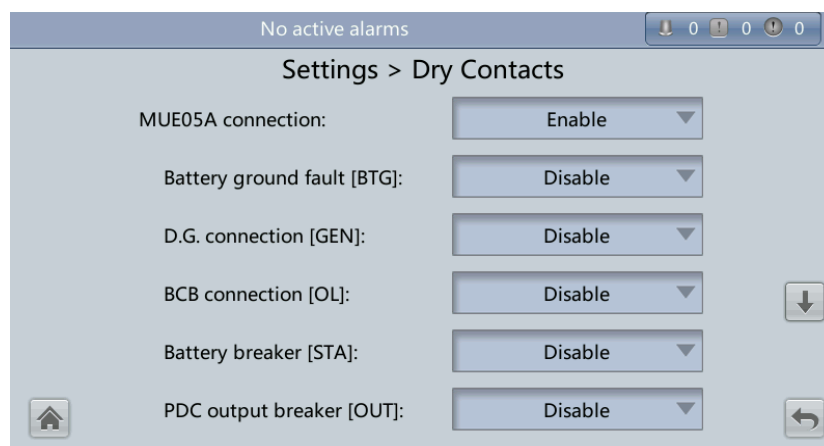 No active alarms
0 0 0
Settings > Dry Contacts
MUE05A connection: Enable
Battery ground fault [BTG]: Disable
D.G. connection [GEN]: Disable
BCB connection [OL]: Disable
Battery breaker [STA]: Disable
PDC output breaker [OUT]: Disable